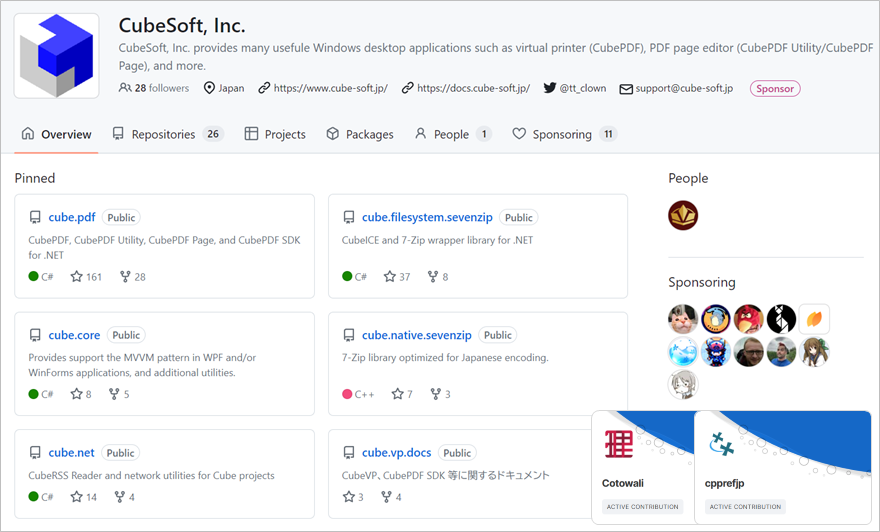 CubeSoft, Inc.
CubeSoft, Inc. provides many usefule Windows desktop applications such as virtual printer (CubePDF), PDF page editor (CubePDF Utility/CubePDF
Page), and more.
28 followers Japan https://www.cube-soft.jp/ https://docs.cube-soft.jp/ @tt_clown support@cube-soft.jp Sponsor
Overview Repositories 26 Projects Packages People 1 Sponsoring 11
Pinned
cube.pdf Public
CubePDF, CubePDF Utility, CubePDF Page, and CubePDF SDK
for .NET
C# 161 28
cube.filesystem.sevenzip Public
CubeICE and 7-Zip wrapper library for .NET
C# 37 8
cube.core Public
Provides support the MVVM pattern in WPF and/or
WinForms applications, and additional utilities.
C# 8 5
cube.native.sevenzip Public
7-Zip library optimized for Japanese encoding.
C++ 7 3
cube.net Public
CubeRSS Reader and network utilities for Cube projects
C# 14 4
cube.vp.docs Public
CubeVP、CubePDF SDK 等に関するドキュメント
3 4
People
Sponsoring
Cotowali
ACTIVE CONTRIBUTION
cpprefjp
ACTIVE CONTRIBUTION